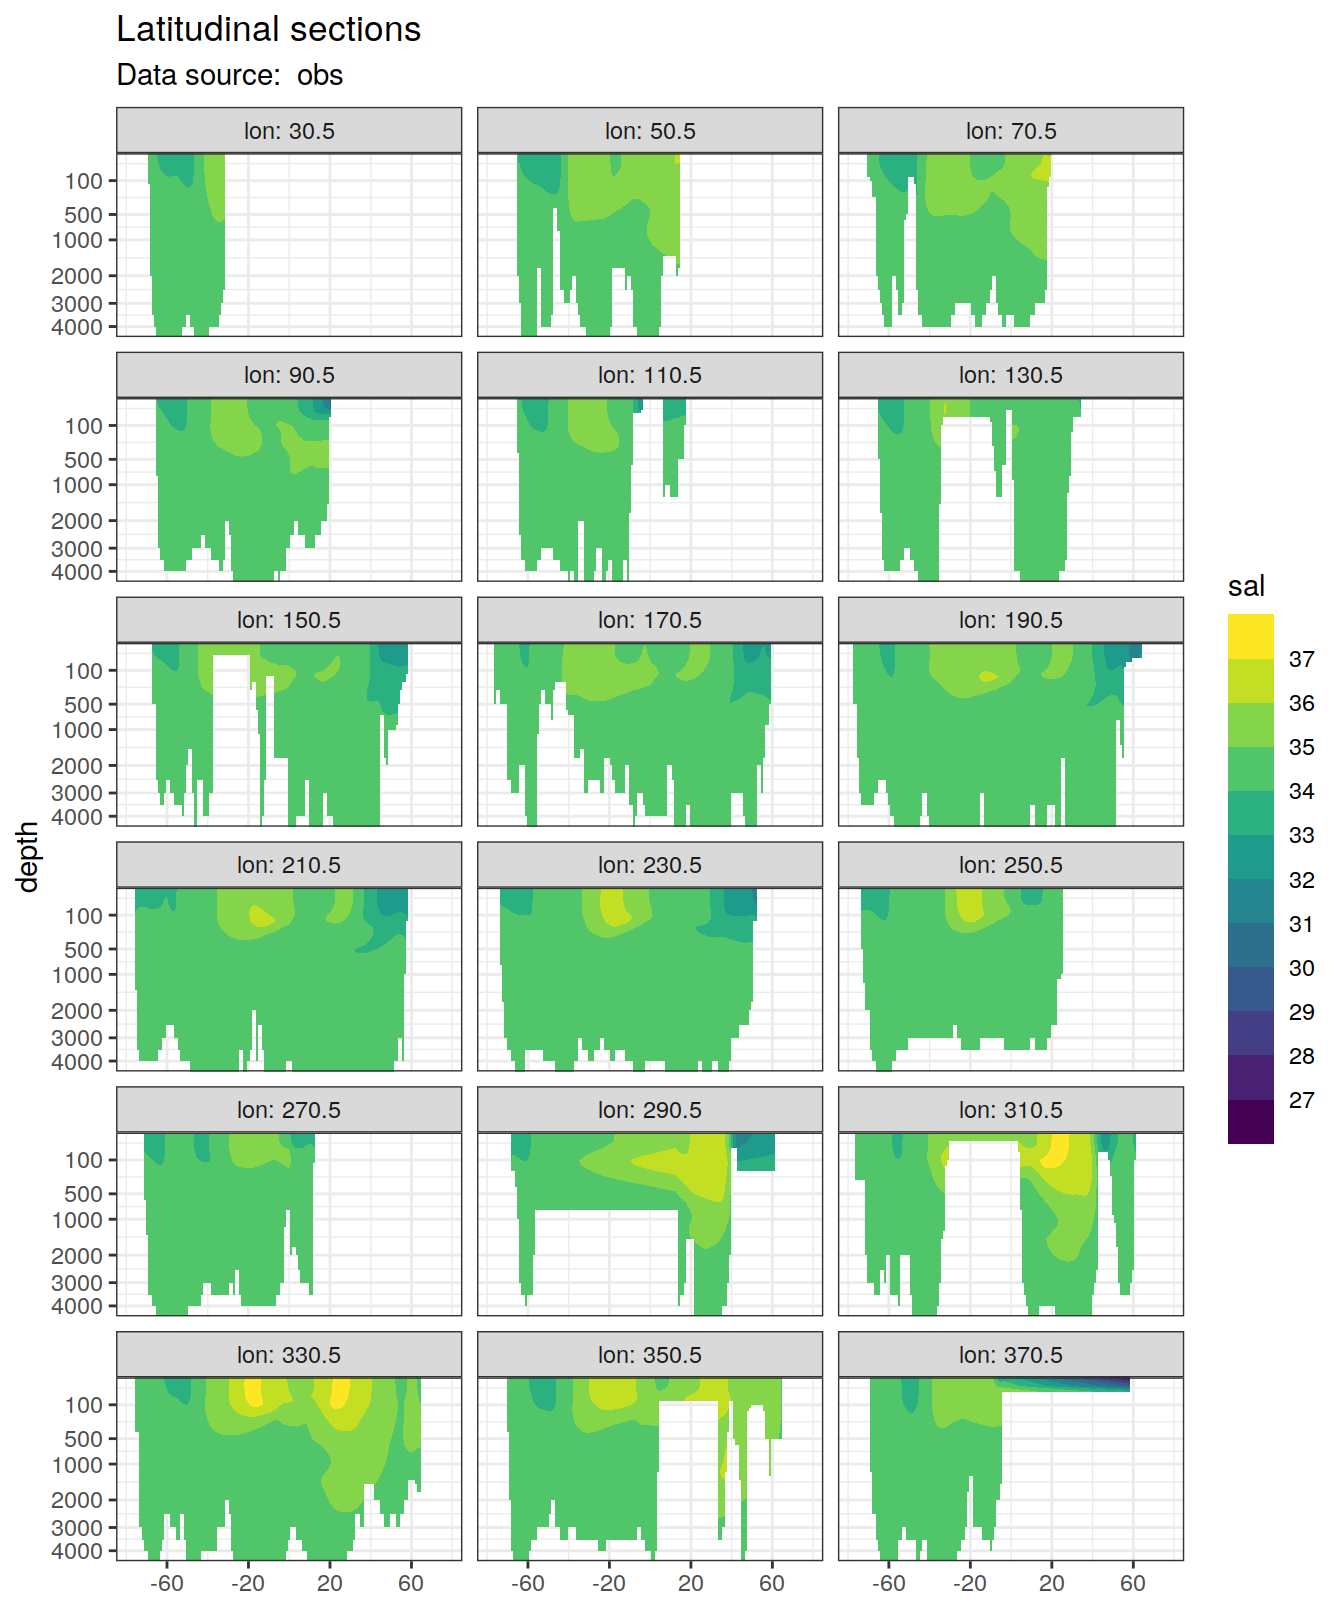 Latitudinal sections
Data source:  obs
lon: 30.5
lon: 50.5
lon: 70.5
100
500
1000
2000
3000
4000
lon: 90.5
lon: 110.5
lon: 130.5
100
500
1000
2000
3000
4000
lon: 150.5
lon: 170.5
lon: 190.5
100
500
1000
2000
3000
4000
lon: 210.5
lon: 230.5
lon: 250.5
100
500
1000
2000
3000
4000
lon: 270.5
lon: 290.5
lon: 310.5
100
500
1000
2000
3000
4000
lon: 330.5
lon: 350.5
lon: 370.5
100
500
1000
2000
3000
4000
-60 -20 20 60
-60 -20 20 60
-60 -20 20 60
depth
sal
37
36
35
34
33
32
31
30
29
28
27